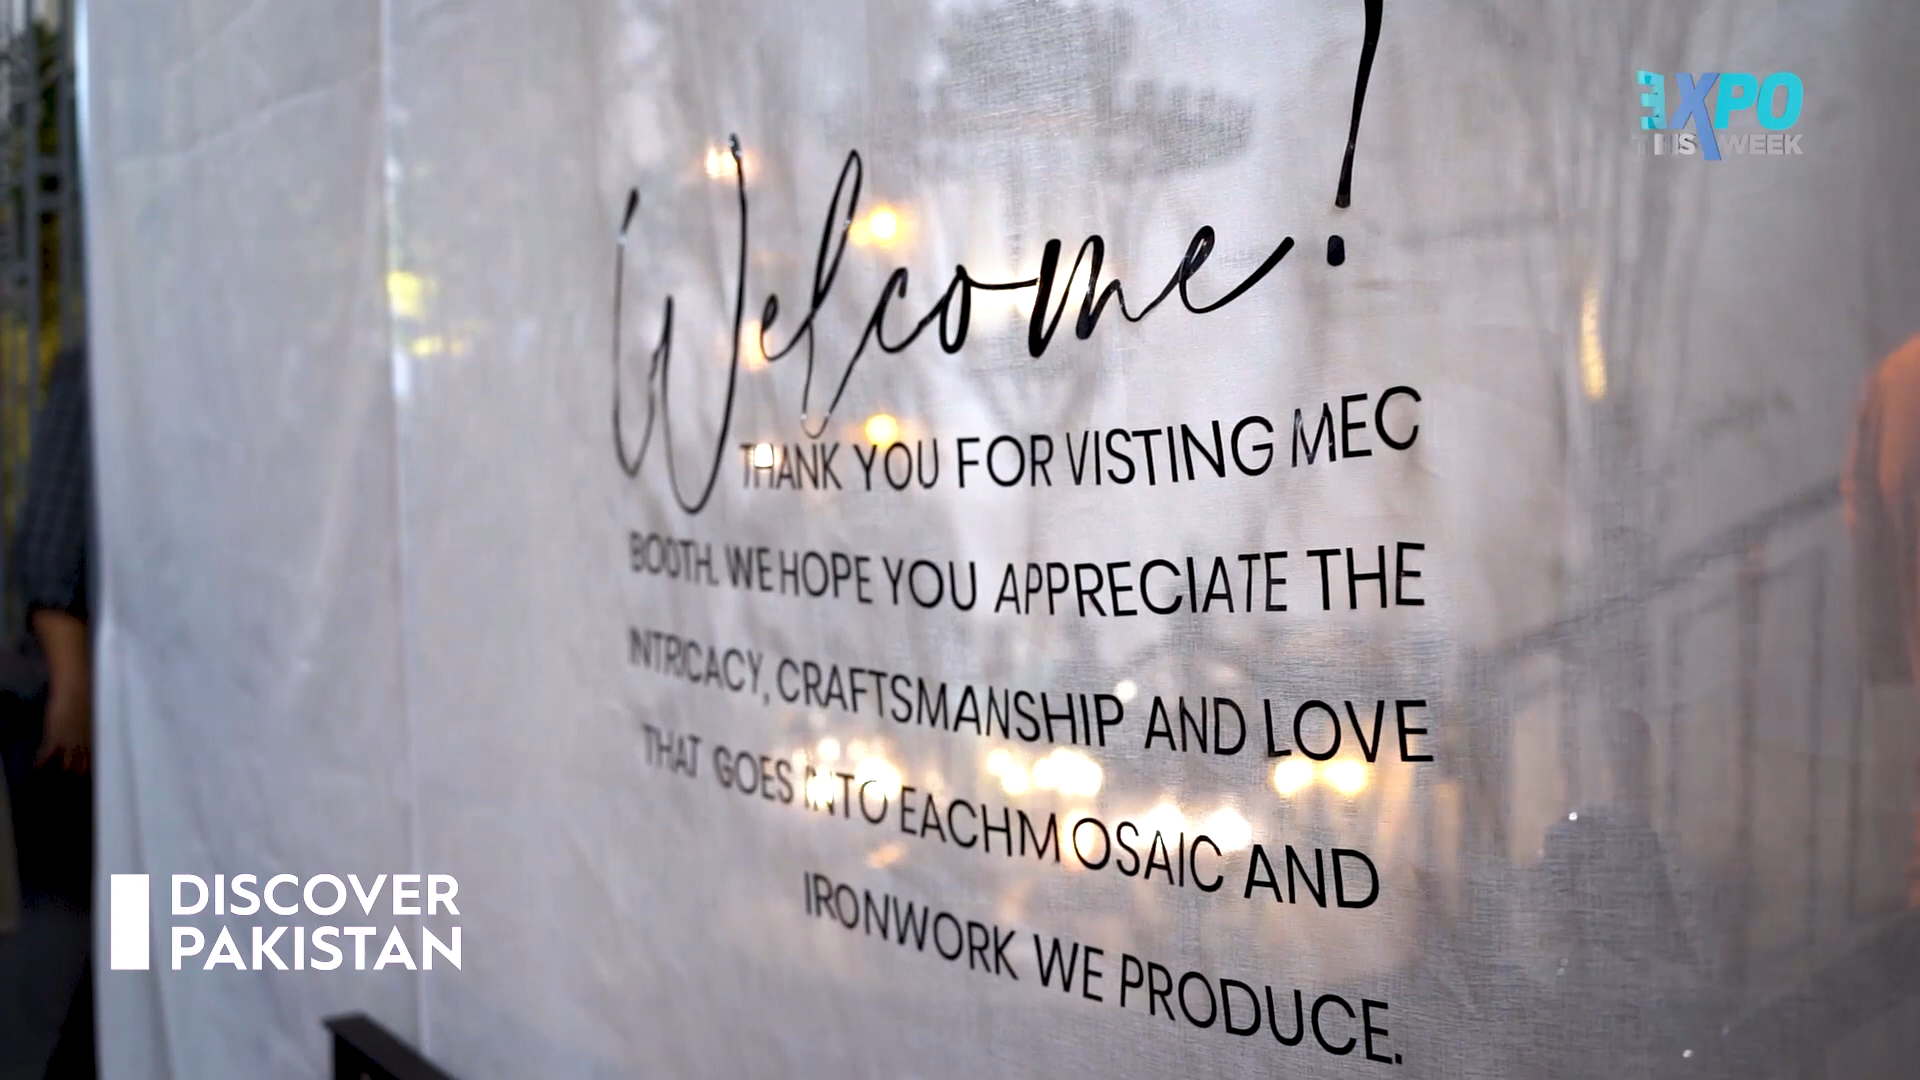 EXPO
THIS WEEK
Welcome!
THANK YOU FOR VISTING MEC
BOOTH. WE HOPE YOU APPRECIATE THE
INTRICACY, CRAFTSMANSHIP AND LOVE
THAT GOES INTO EACHMOSAIC AND
IRONWORK WE PRODUCE.
DISCOVER
PAKISTAN